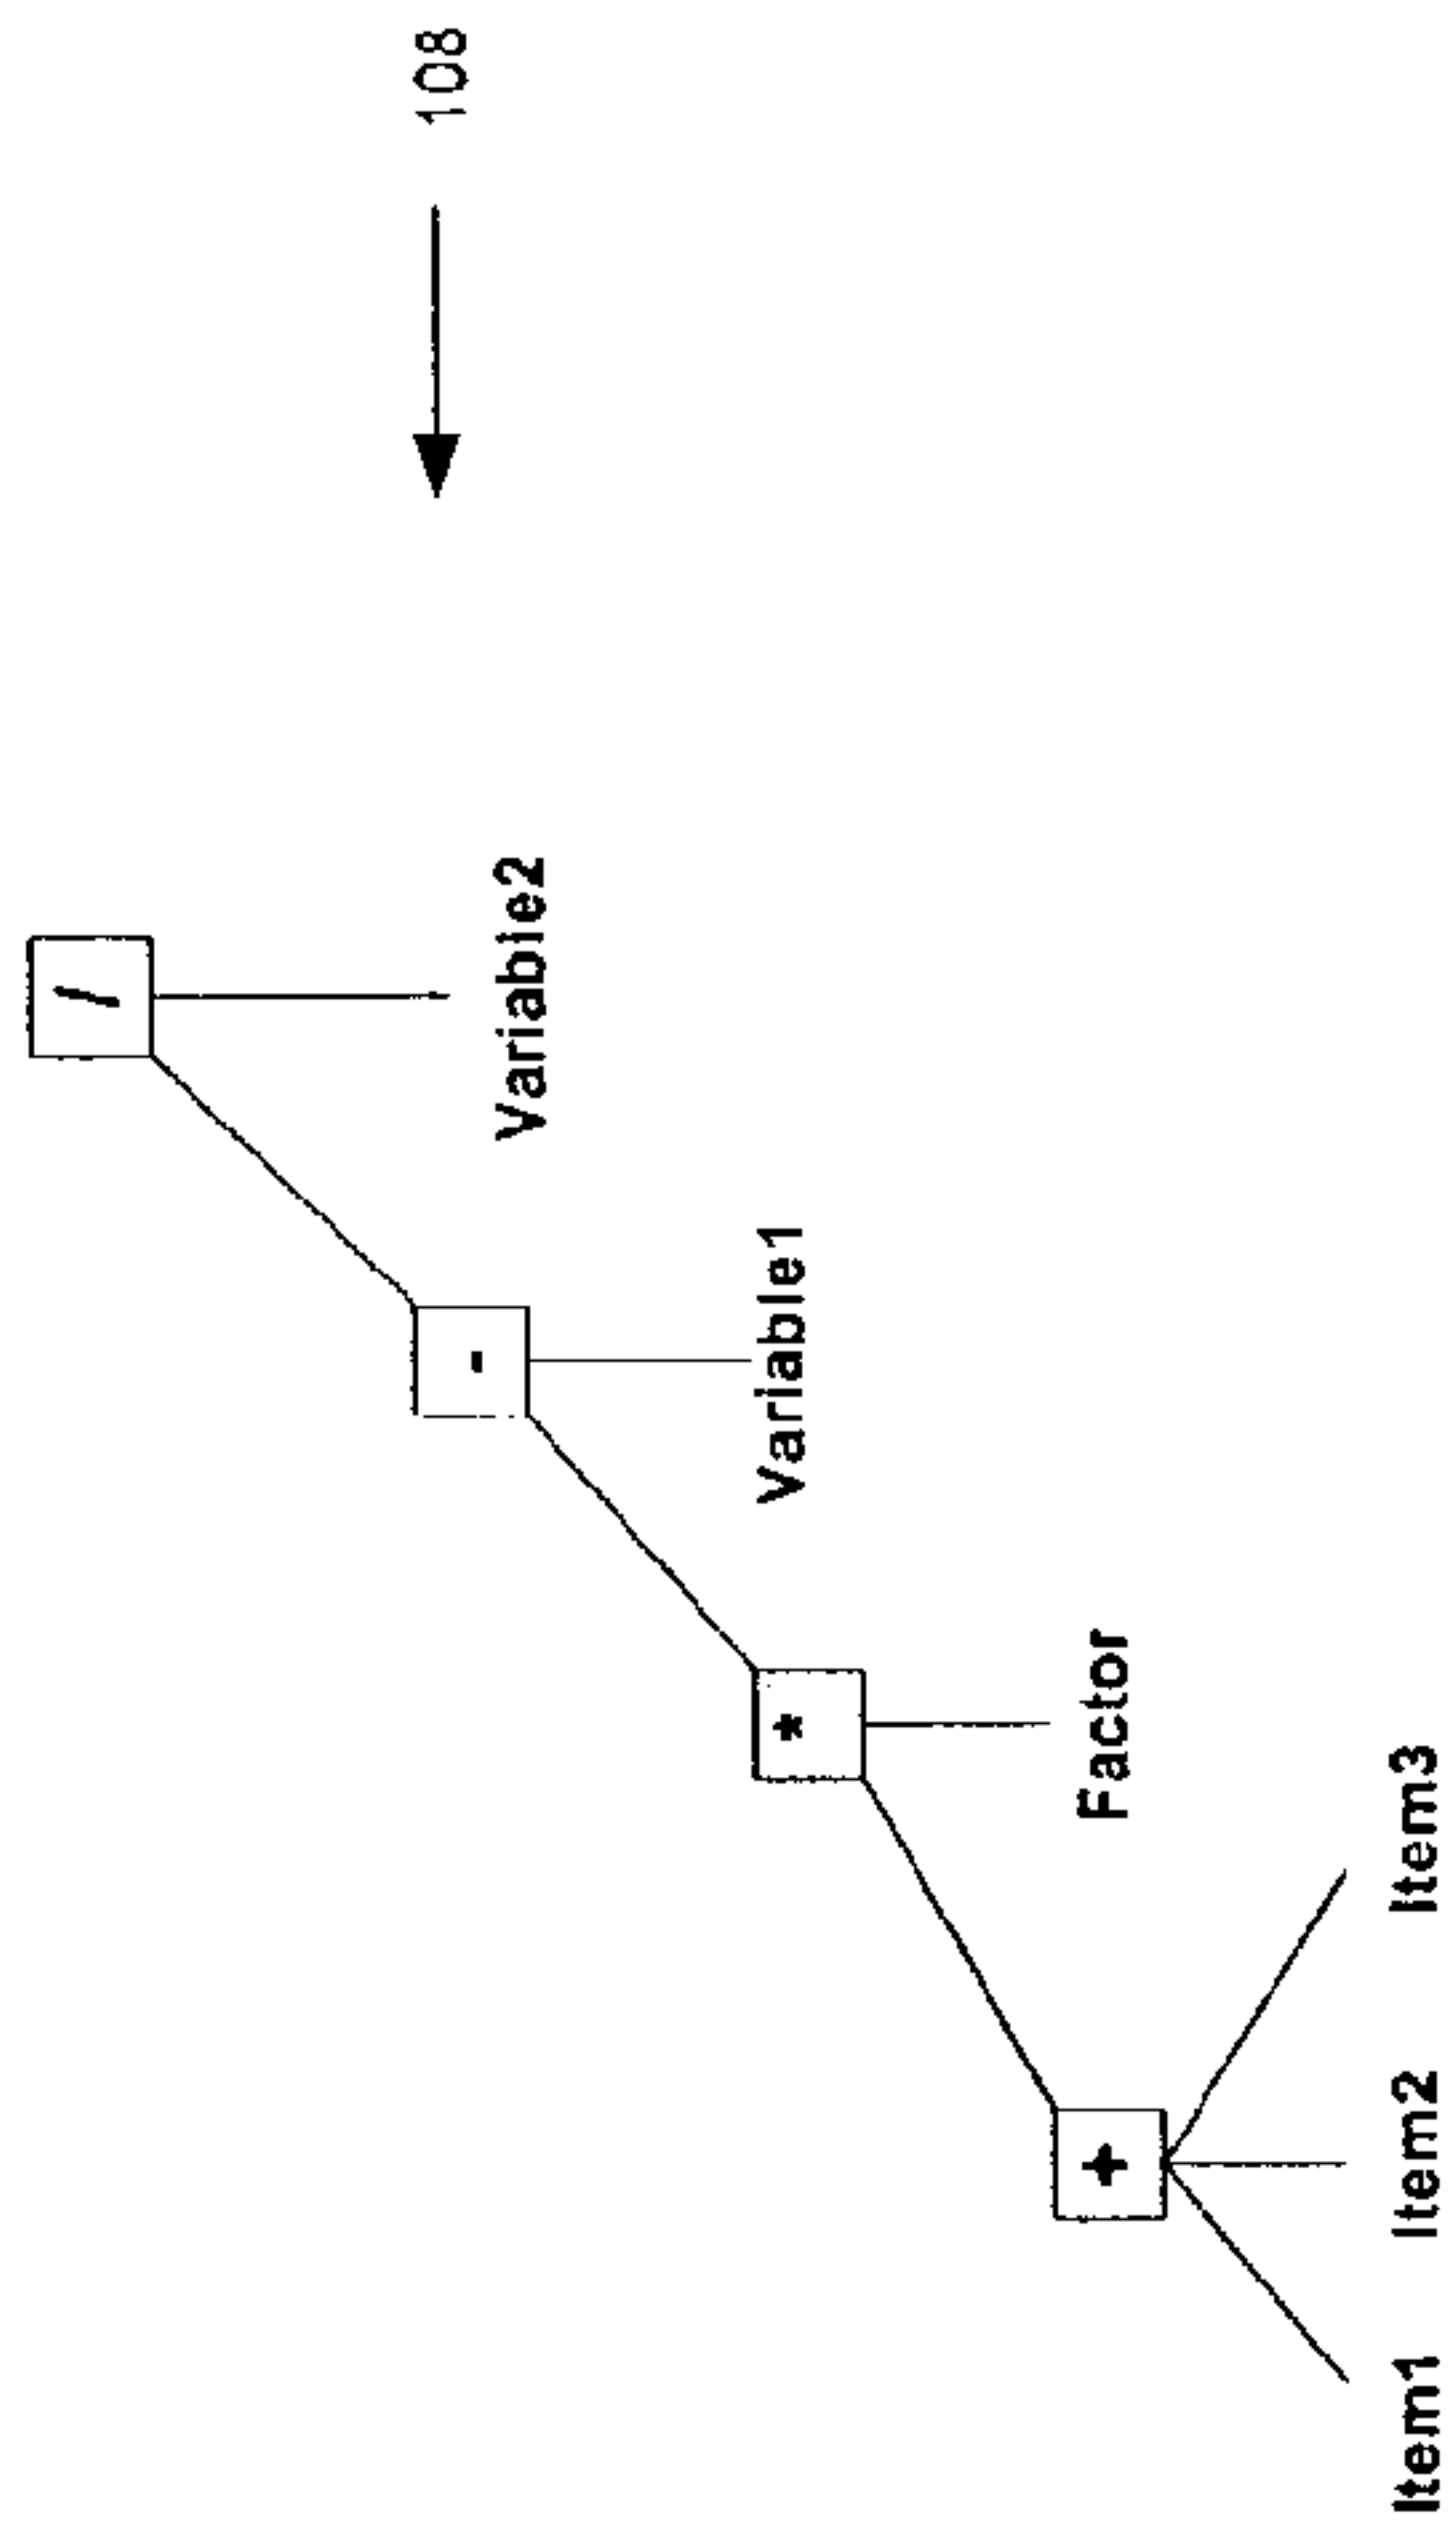 /
Variable2
108
-
Variable1
*
Factor
+
Item1 Item2 Item3